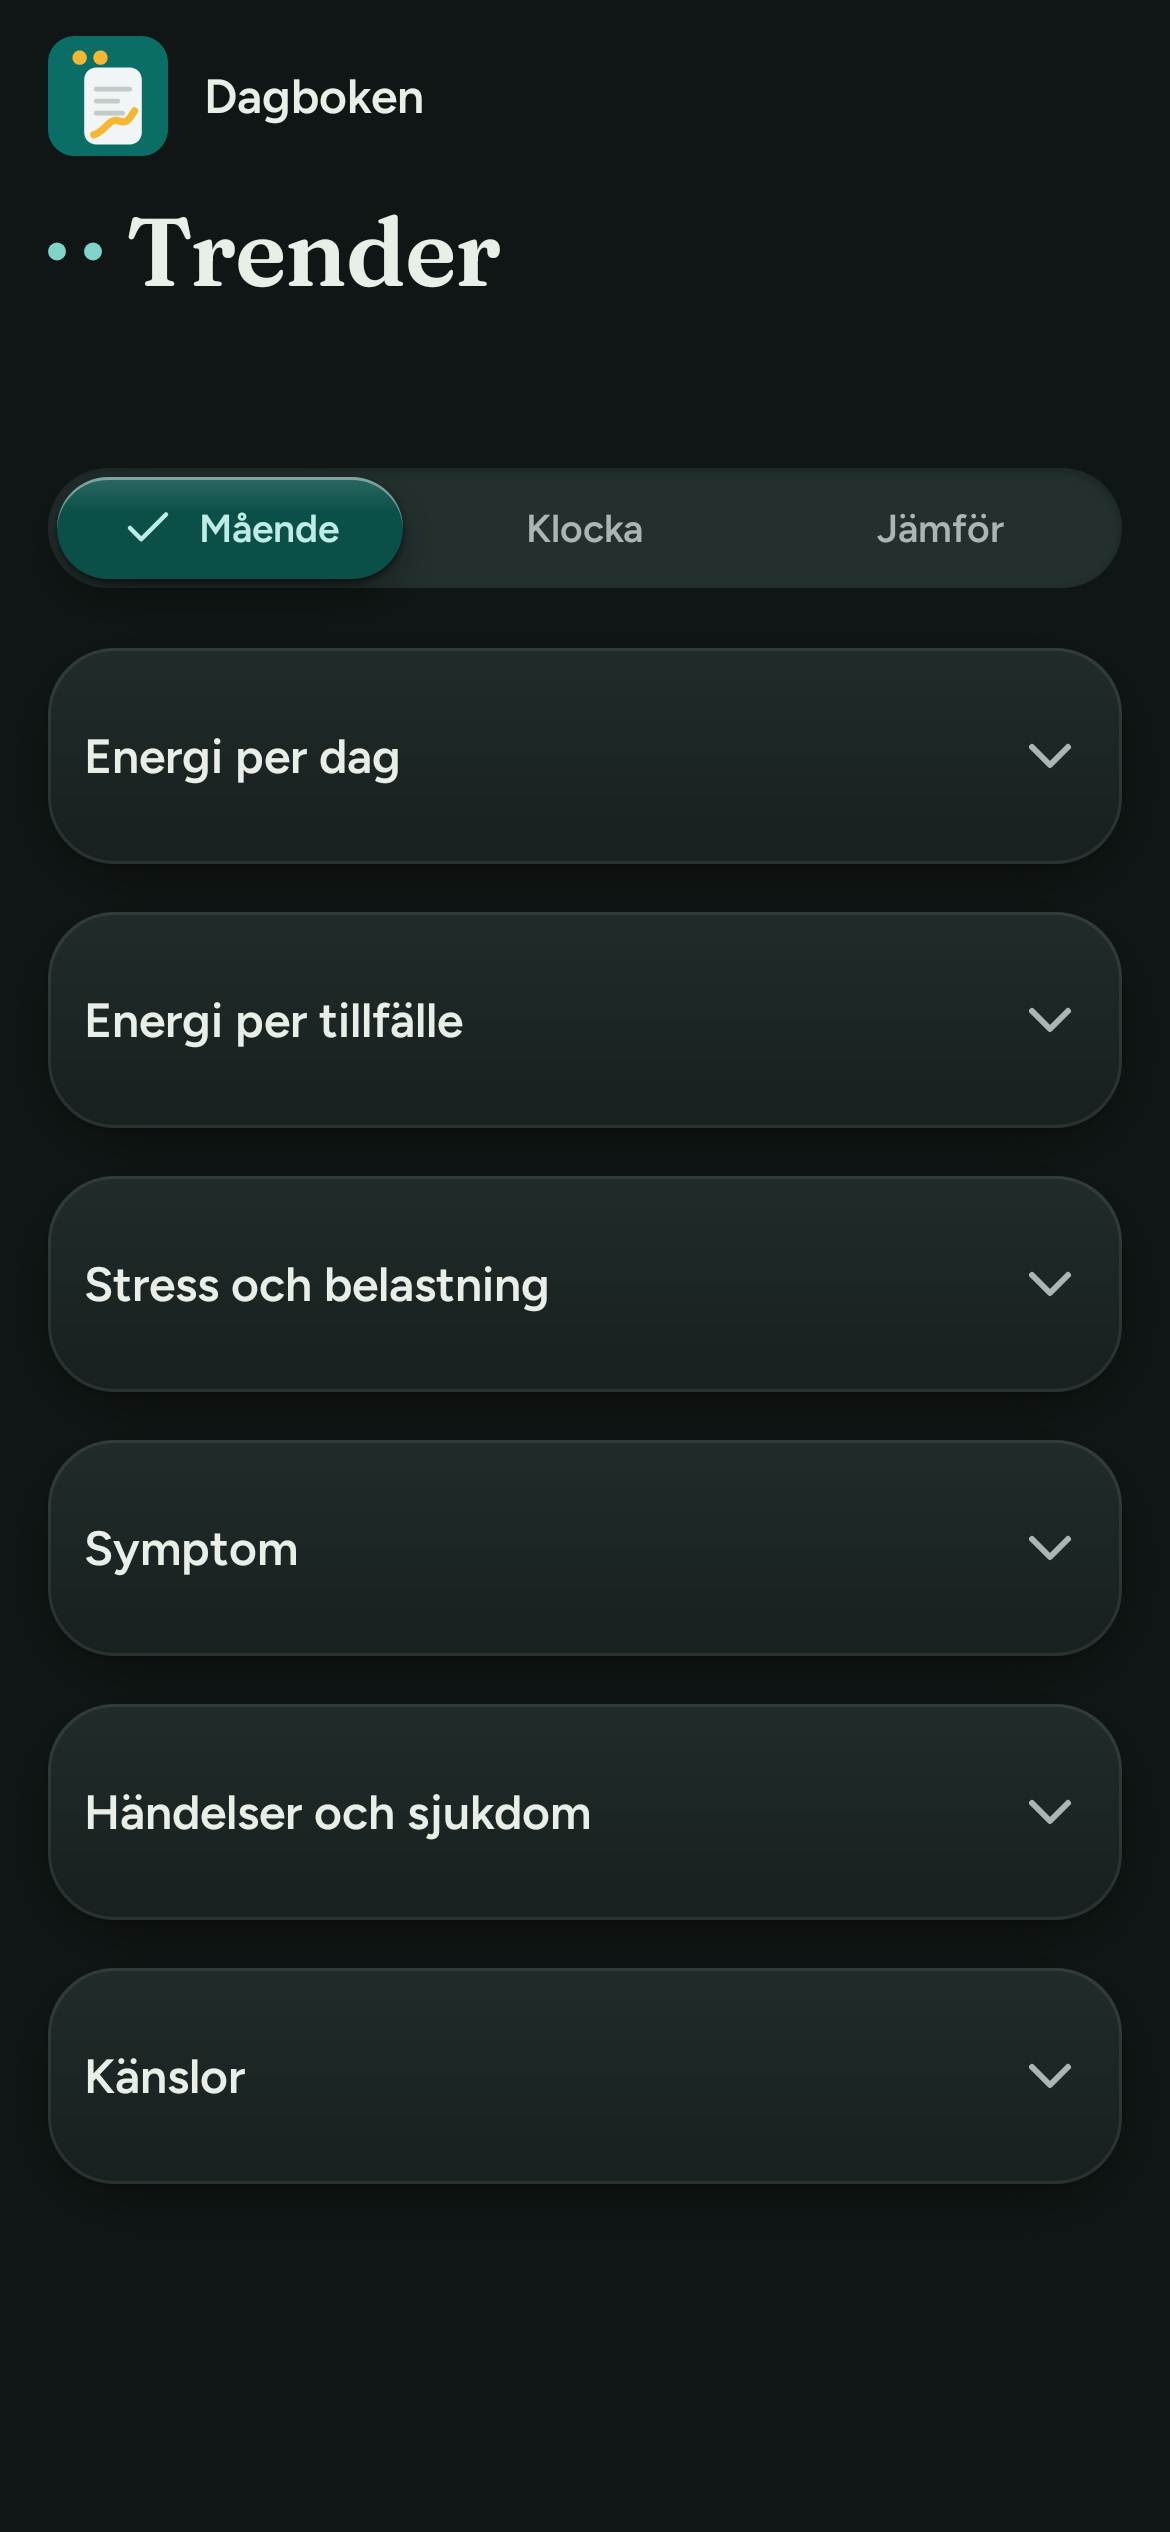 Dagboken
Trender
Mående
Klocka
Jämför
Energi per dag
Energi per tillfälle
Stress och belastning
Symptom
Händelser och sjukdom
Känslor